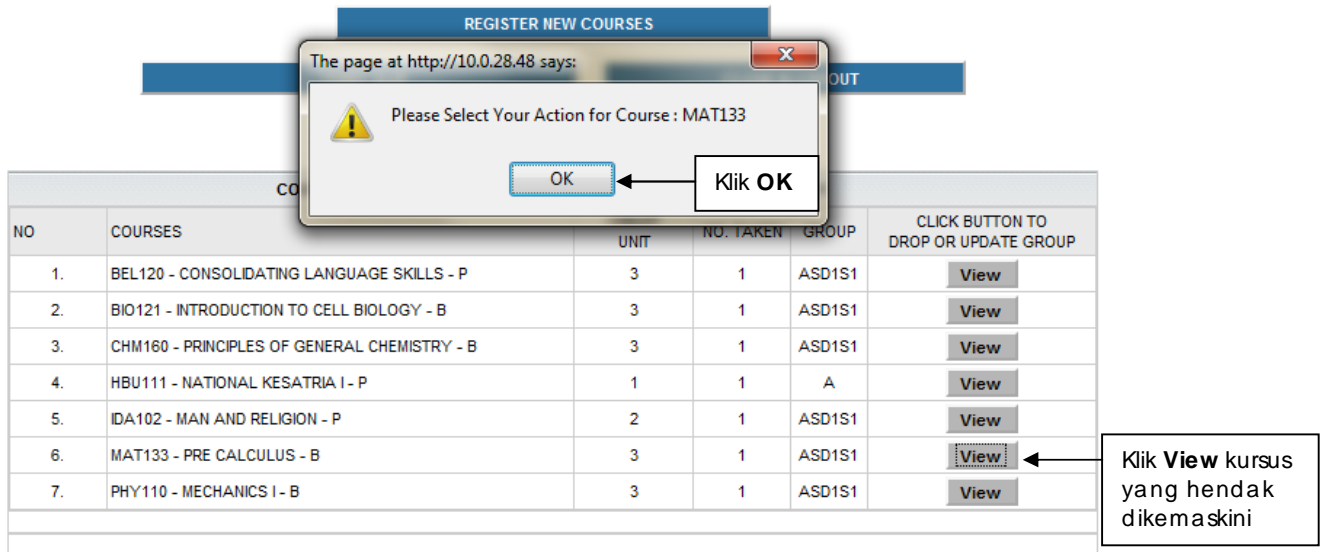 REGISTER NEW COURSES
The page at http://10.0.28.48 says:
OUT
Please Select Your Action for Course : MAT133
OK
Klik OK
CO
NO COURSES UNIT NO. TAKEN GROUP CLICK BUTTON TO
DROP OR UPDATE GROUP
1. BEL120 - CONSOLIDATING LANGUAGE SKILLS - P 3 1 ASD1S1 View
2. BIO121 - INTRODUCTION TO CELL BIOLOGY - B 3 1 ASD1S1 View
3. CHM160 - PRINCIPLES OF GENERAL CHEMISTRY - B 3 1 ASD1S1 View
4. HBU111 - NATIONAL KESATRIA I - P 1 1 A View
5. IDA102 - MAN AND RELIGION - P 2 1 ASD1S1 View
6. MAT133 - PRE CALCULUS - B 3 1 ASD1S1 View
7. PHY110 - MECHANICS I - B 3 1 ASD1S1 View
Klik View kursus
yang hendak
dikemaskini